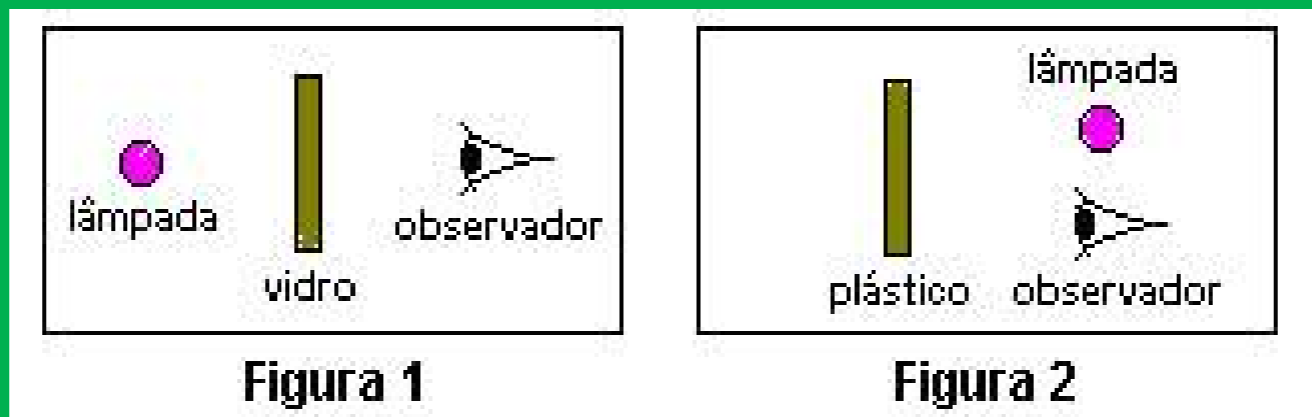 lâmpada
vidro
observador
Figura 1
lâmpada
plástico
observador
Figura 2